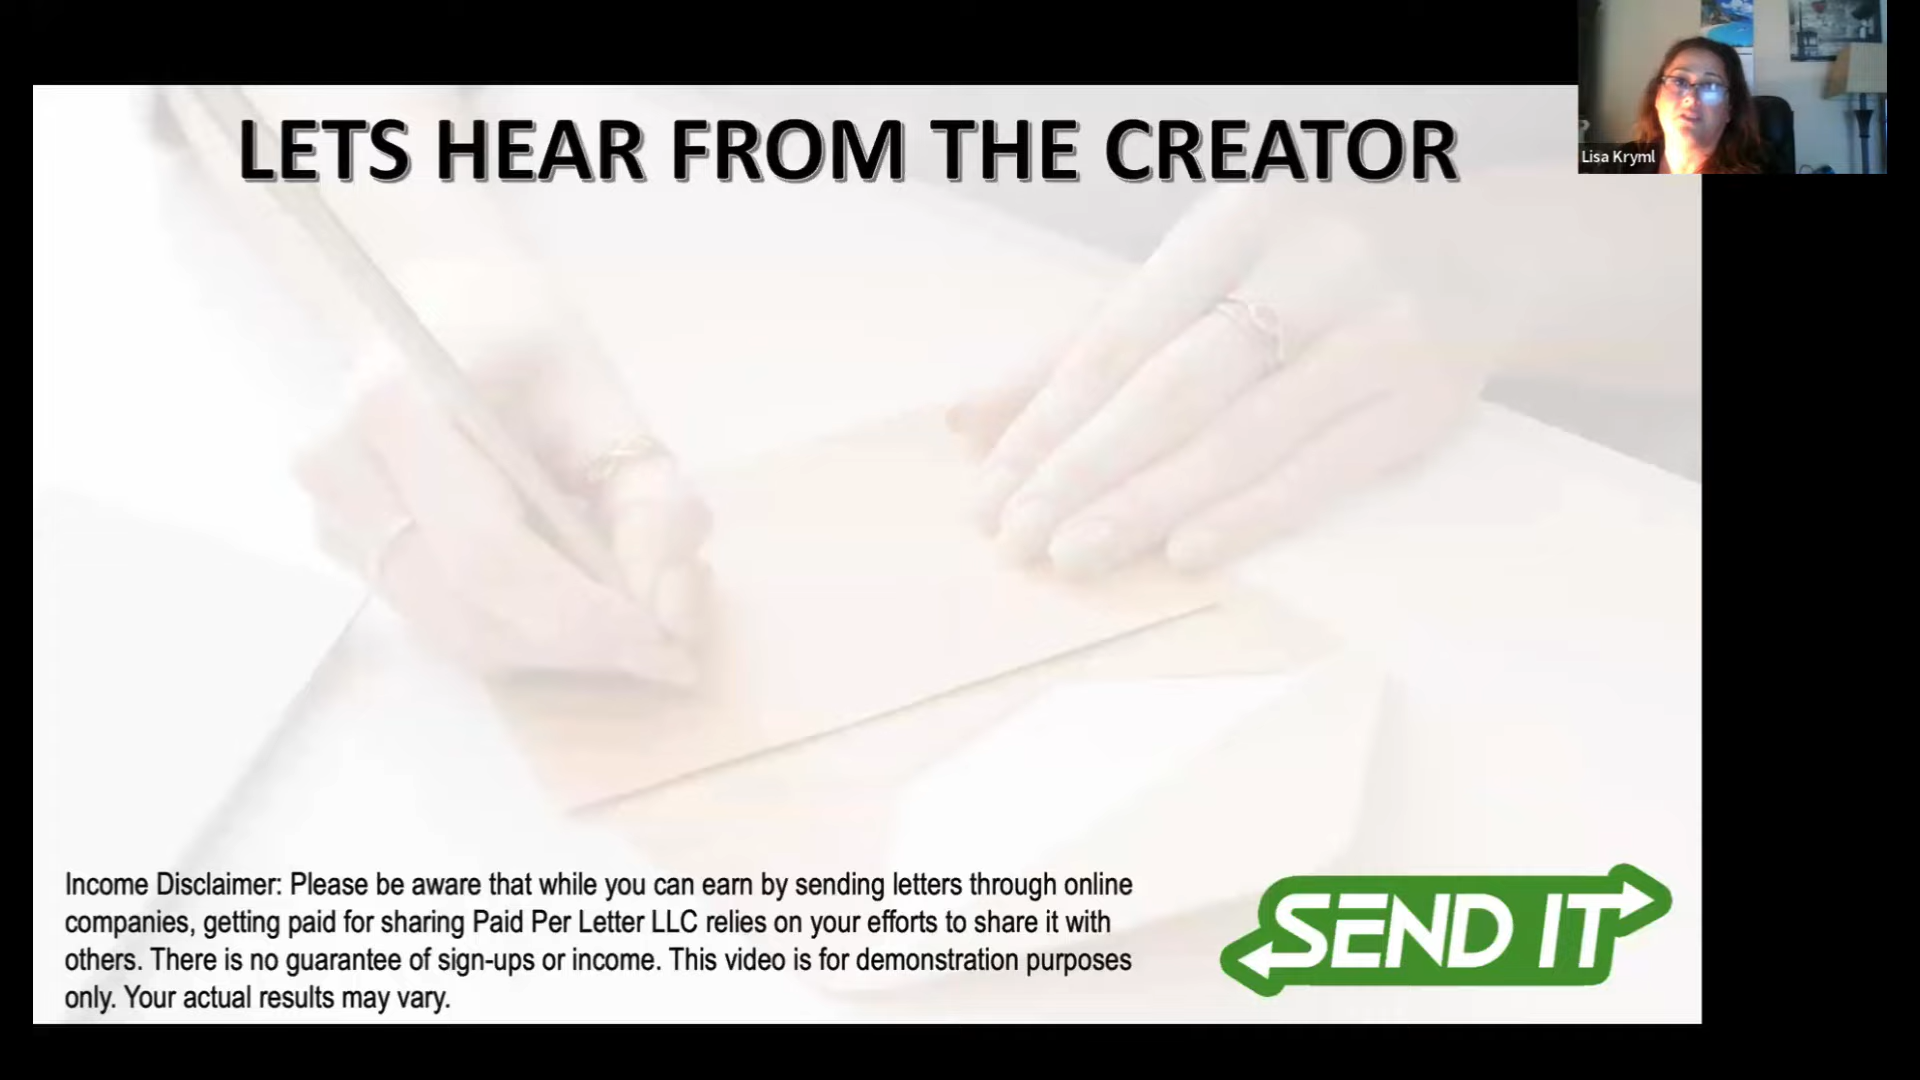 LETS HEAR FROM THE CREATOR
Lisa Kryml
Income Disclaimer: Please be aware that while you can earn by sending letters through online
companies, getting paid for sharing Paid Per Letter LLC relies on your efforts to share it with
others. There is no guarantee of sign-ups or income. This video is for demonstration purposes
only. Your actual results may vary.
SEND IT